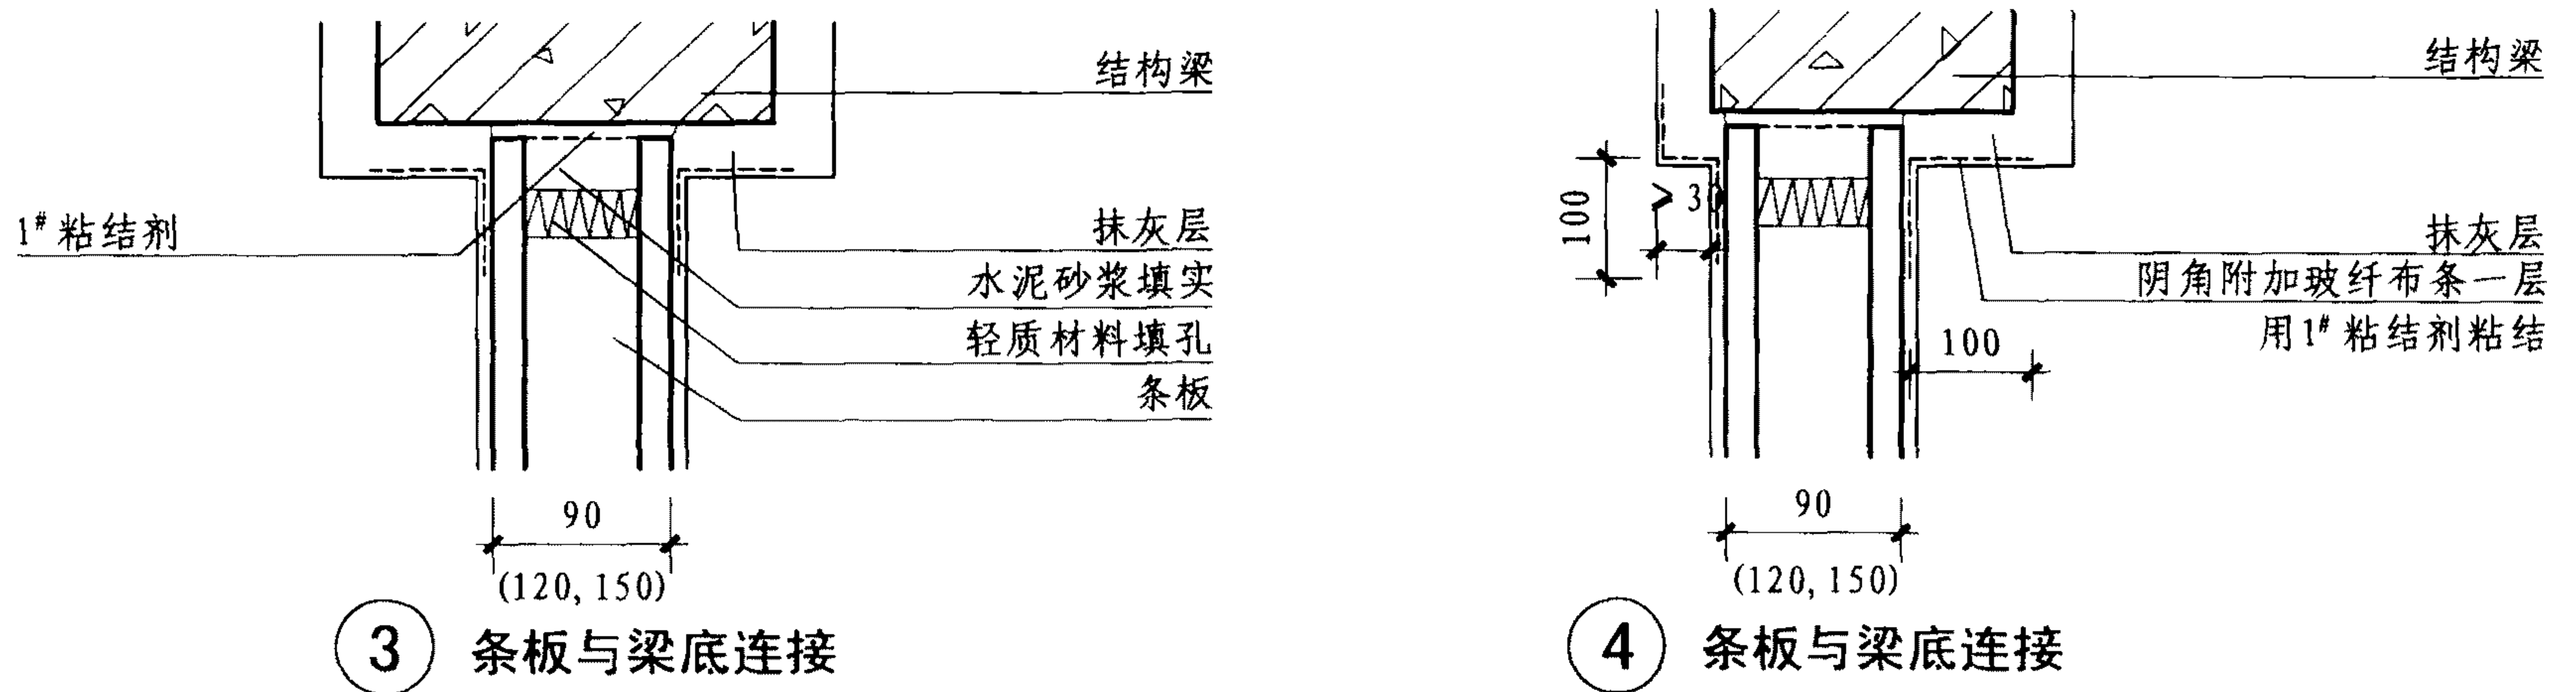 结构梁
1# 粘结剂
抹灰层
水泥砂浆填实
轻质材料填孔
条板
90
(120, 150)
3 条板与梁底连接
结构梁
100
> 30
抹灰层
阴角附加玻纤布条一层
用1# 粘结剂粘结
100
90
(120, 150)
4 条板与梁底连接